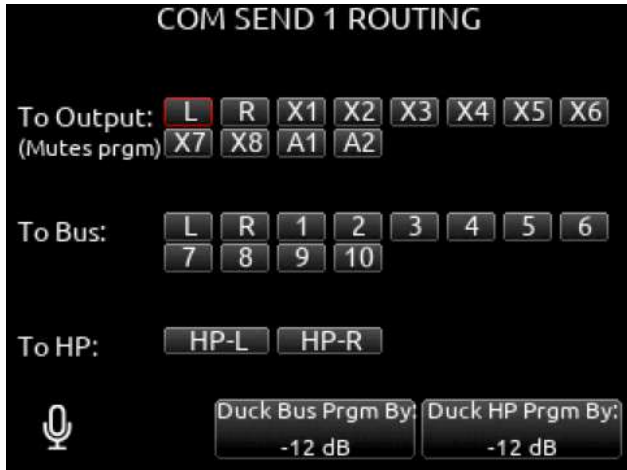 COM SEND 1 ROUTING
To Output: L R X1 X2 X3 X4 X5 X6
(Mutes prgm) X7 X8 A1 A2
To Bus: L R 1 2 3 4 5 6
7 8 9 10
To HP: HP-L HP-R
Duck Bus Prgm By: Duck HP Prgm By:
-12 dB -12 dB